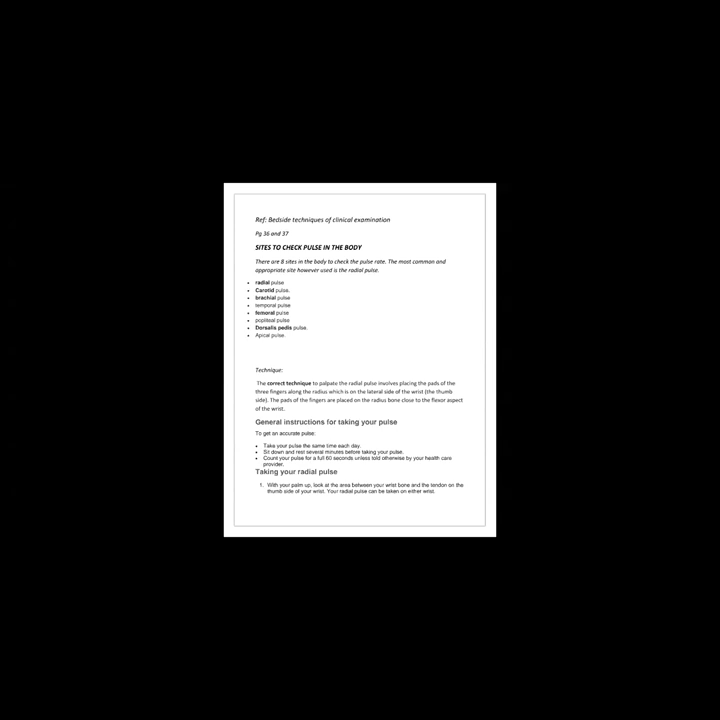 Ref: Bedside techniques of clinical examination
Pg 36 and 37
SITES TO CHECK PULSE IN THE BODY
There are 8 sites in the body to check the pulse rate. The most common and
appropriate site however used is the radial pulse.
• radial pulse
• Carotid pulse.
• brachial pulse
• temporal pulse
• femoral pulse
• popliteal pulse
• Dorsalis pedis pulse.
• Apical pulse.
Technique:
The correct technique to palpate the radial pulse involves placing the pads of the
three fingers along the radius which is on the lateral side of the wrist (the thumb
side). The pads of the fingers are placed on the radius bone close to the flexor aspect
of the wrist.
General instructions for taking your pulse
To get an accurate pulse:
• Take your pulse the same time each day.
• Sit down and rest several minutes before taking your pulse.
• Count your pulse for a full 60 seconds unless told otherwise by your health care
provider.
Taking your radial pulse
1. With your palm up, look at the area between your wrist bone and the tendon on the
thumb side of your wrist. Your radial pulse can be taken on either wrist.